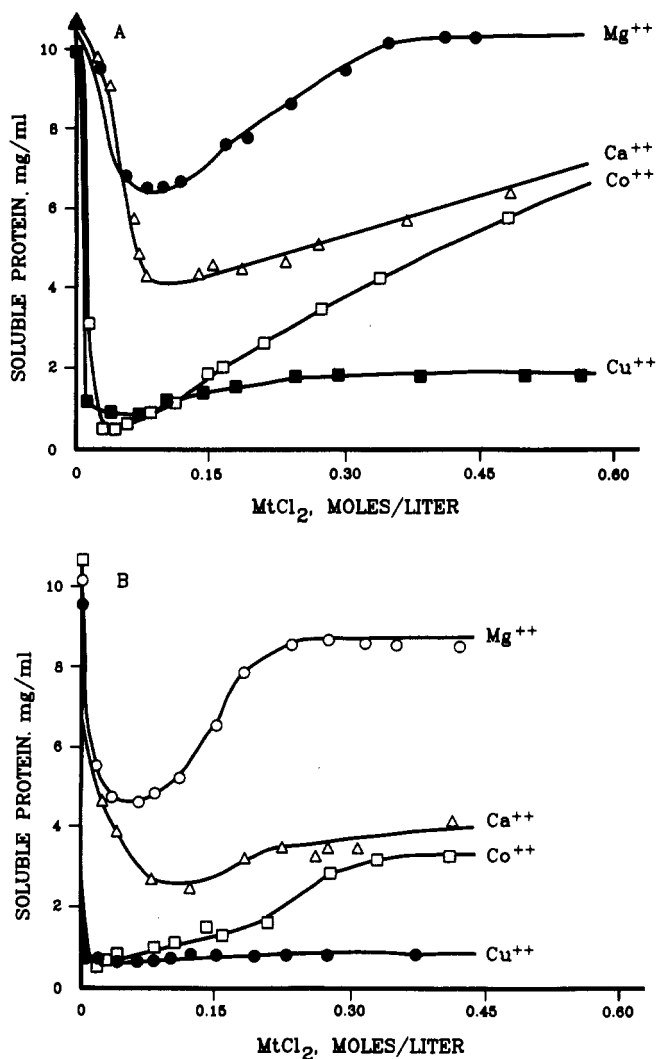 A
SOLUBLE PROTEIN, mg/ml
10
8
6
4
2
0
Mg++
Ca++
Co++
Cu++
0 0.15 0.30 0.45 0.60
MtCl2, MOLES/LITER
B
SOLUBLE PROTEIN, mg/ml
10
8
6
4
2
0
Mg++
Ca++
Co++
Cu++
0 0.15 0.30 0.45 0.60
MtCl2, MOLES/LITER